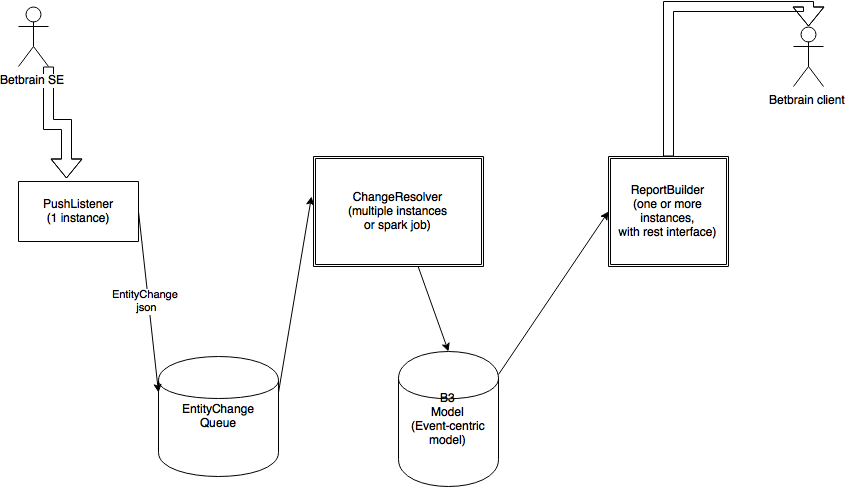 Betbrain SE
Betbrain client
PushListener
(1 instance)
ChangeResolver
(multiple instances
or spark job)
ReportBuilder
(one or more
instances,
with rest interface)
EntityChange
json
EntityChange
Queue
B3
Model
(Event-centric
model)